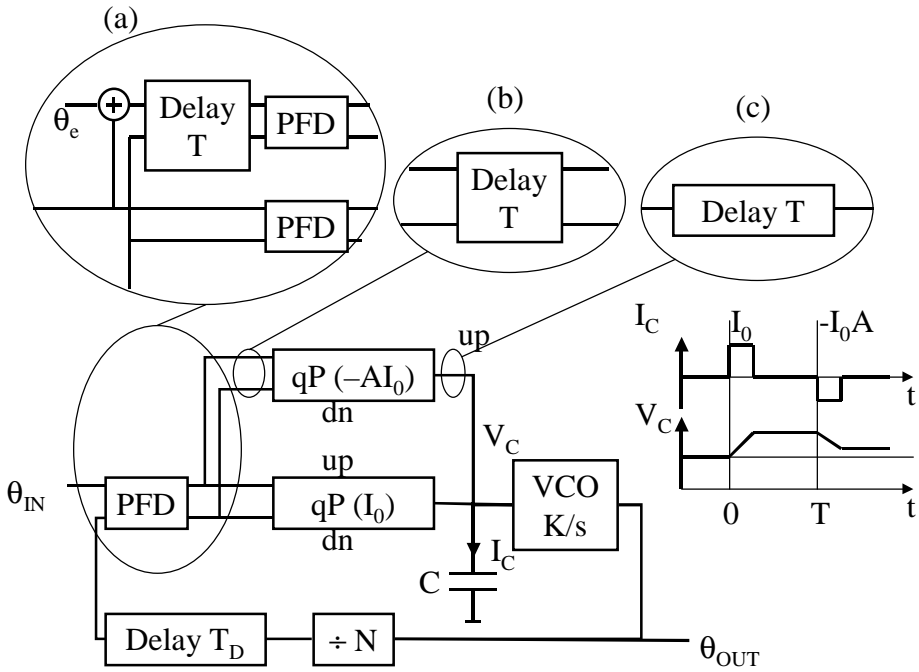 (a)
θe
+
Delay
T
PFD
PFD
(b)
Delay
T
(c)
Delay T
up
qP (–AI0)
dn
VC
up
θIN
PFD
qP (I0)
dn
VCO
K/s
IC
C
Delay TD
÷ N
θOUT
IC
I0
-I0A
t
VC
t
0
T